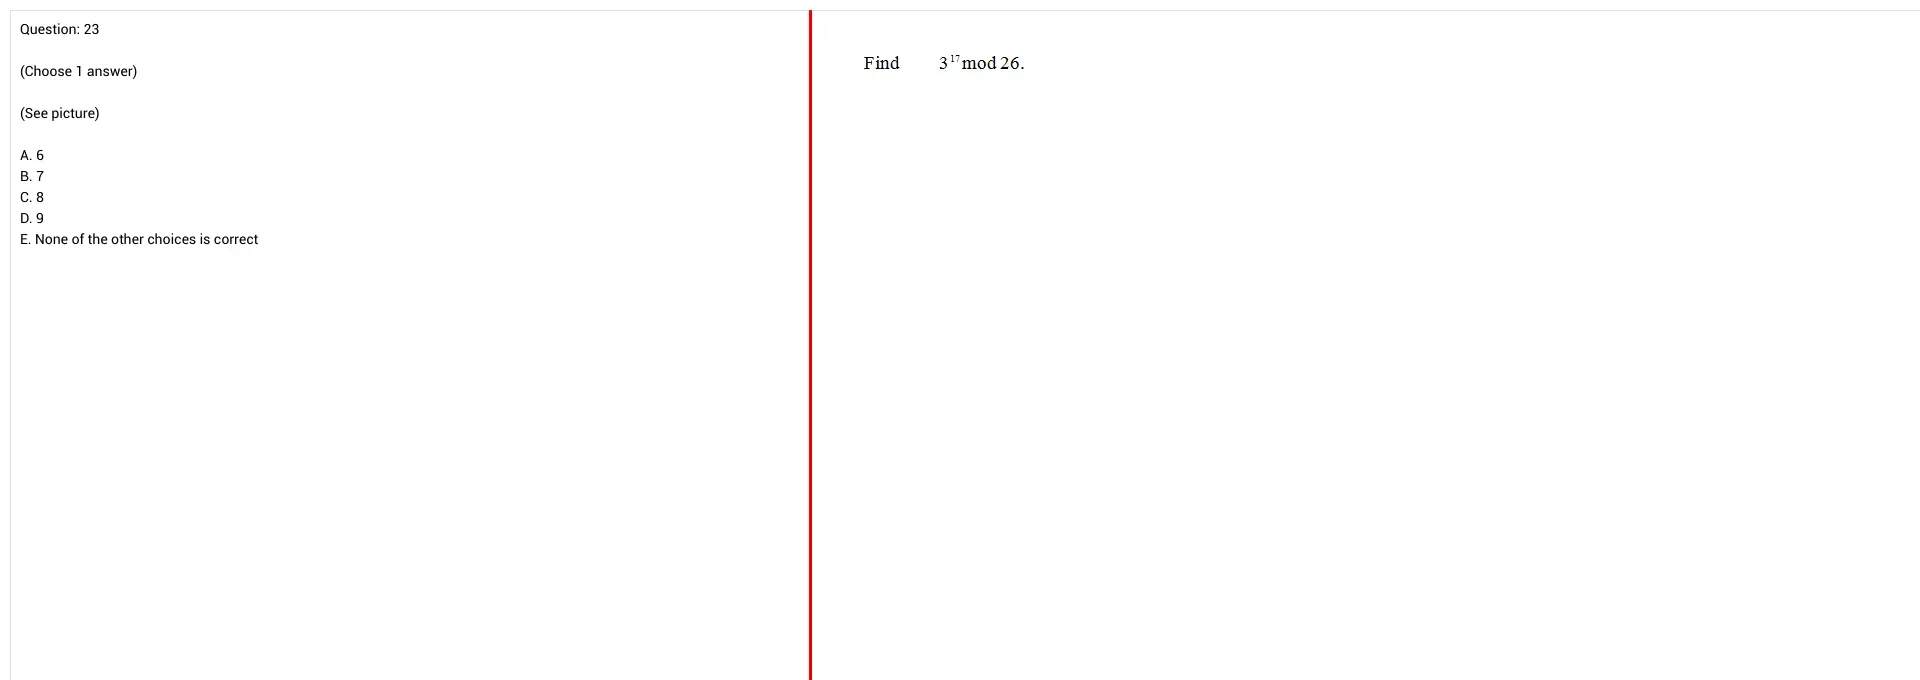 Question: 23
(Choose 1 answer)
(See picture)
A. 6
B. 7
C. 8
D. 9
E. None of the other choices is correct
Find 3¹⁷ mod 26.